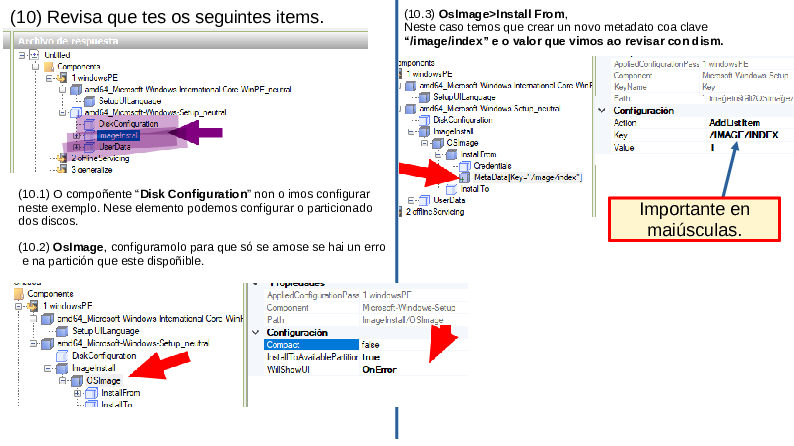 (10) Revisa que tes os seguintes items.
Archivo de respuesta
Untitled
Components
1 windowsPE
amd64_Microsoft-Windows-International-Core-WinPE_neutral
SetupUILanguage
amd64_Microsoft-Windows-Setup_neutral
DiskConfiguration
ImageInstall
UserData
2 offlineServicing
3 generalize
(10.1) O compoñente “Disk Configuration” non o imos configurar
neste exemplo. Nese elemento podemos configurar o particionado
dos discos.
(10.2) OsImage, configuramolo para que só se amose se hai un erro
e na partición que este dispoñible.
Components
1 windowsPE
amd64_Microsoft-Windows-International-Core-WinF
SetupUILanguage
amd64_Microsoft-Windows-Setup_neutral
DiskConfiguration
ImageInstall
OSImage
InstallFrom
InstallTo
Propiedades
AppliedConfigurationPass 1 windowsPE
Component Microsoft-Windows-Setup
Path ImageInstall/OSImage
Configuración
Compact false
InstallToAvailablePartition true
WillShowUI OnError
(10.3) OsImage>Install From,
Neste caso temos que crear un novo metadato coa clave
“/image/index” e o valor que vimos ao revisar con dism.
omponents
1 windowsPE
amd64_Microsoft-Windows-International-Core-WinP
SetupUILanguage
amd64_Microsoft-Windows-Setup_neutral
DiskConfiguration
ImageInstall
OSImage
InstallFrom
Credentials
MetaData[Key="/image/index"]
InstallTo
UserData
2 offlineServicing
AppliedConfigurationPass 1 windowsPE
Component Microsoft-Windows-Setup
KeyName Key
Path
Configuración
Action AddListItem
Key /IMAGE/INDEX
Value 1
Importante en
maiúsculas.